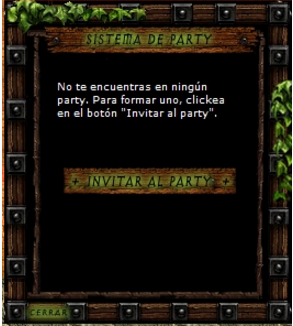 SISTEMA DE PARTY
No te encuentras en ningún
party. Para formar uno, clickea
en el botón "Invitar al party".
+ INVITAR AL PARTY +
CERRAR